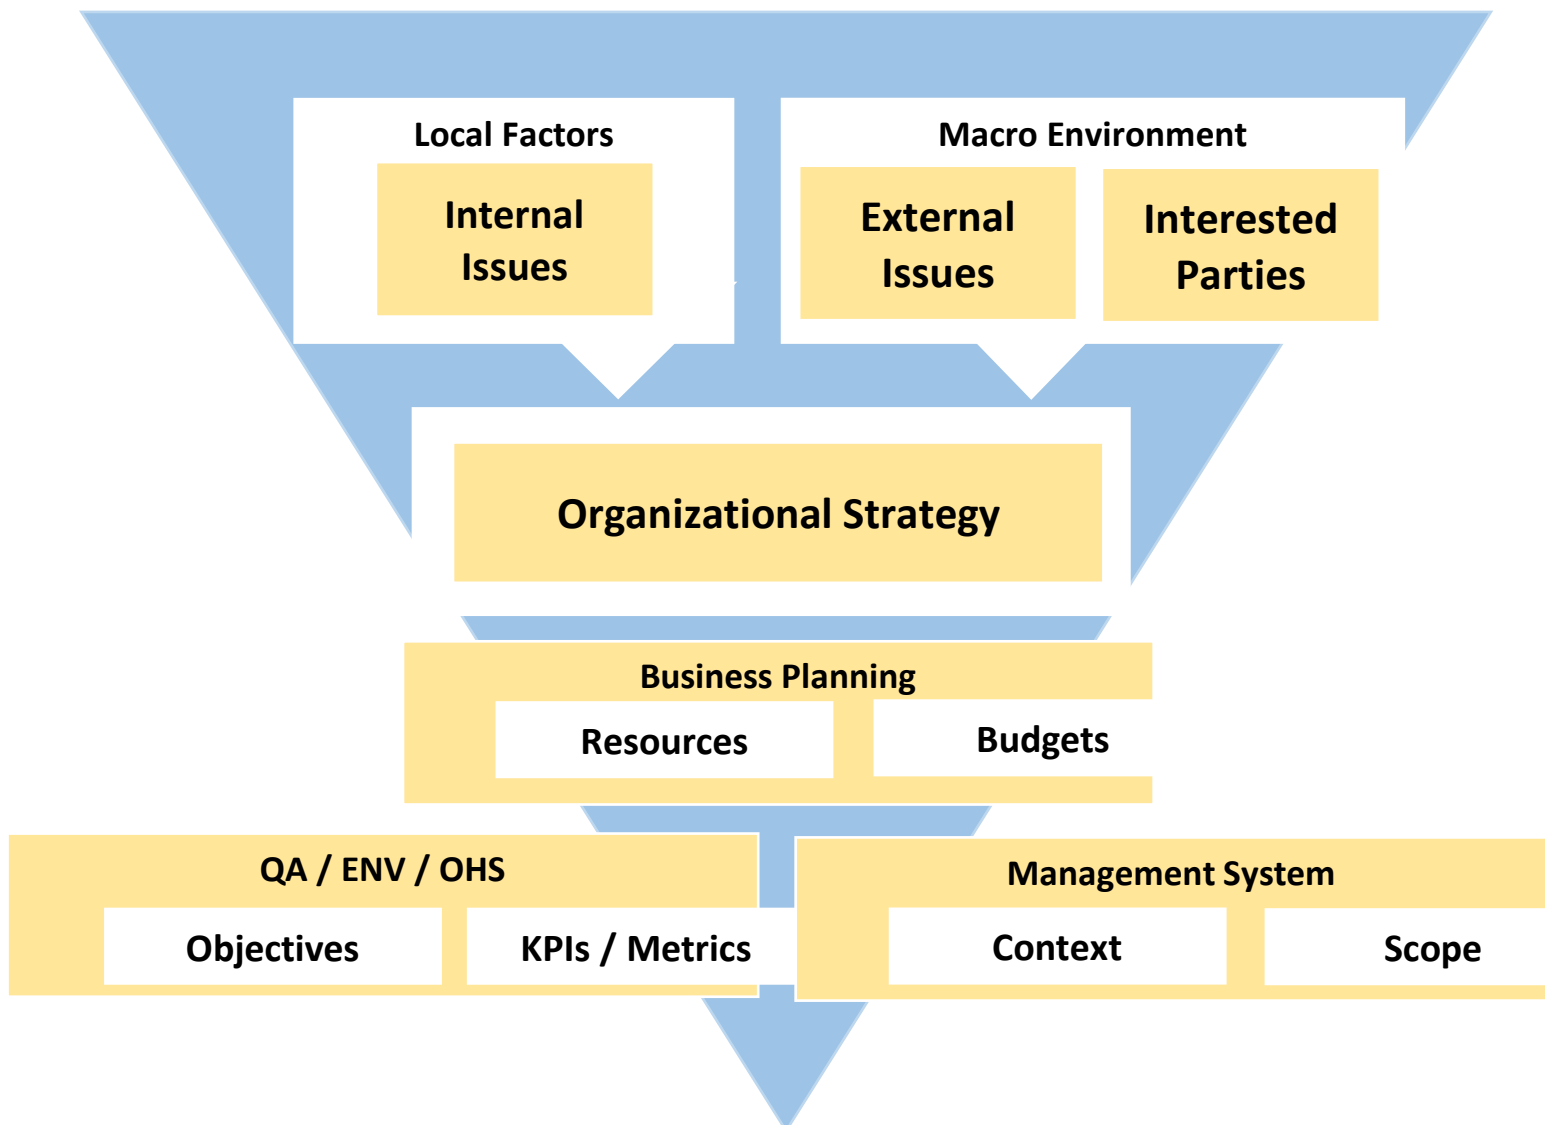 Local Factors
Internal
Issues
Macro Environment
External
Issues
Interested
Parties
Organizational Strategy
Business Planning
Resources
Budgets
QA / ENV / OHS
Objectives
KPIs / Metrics
Management System
Context
Scope